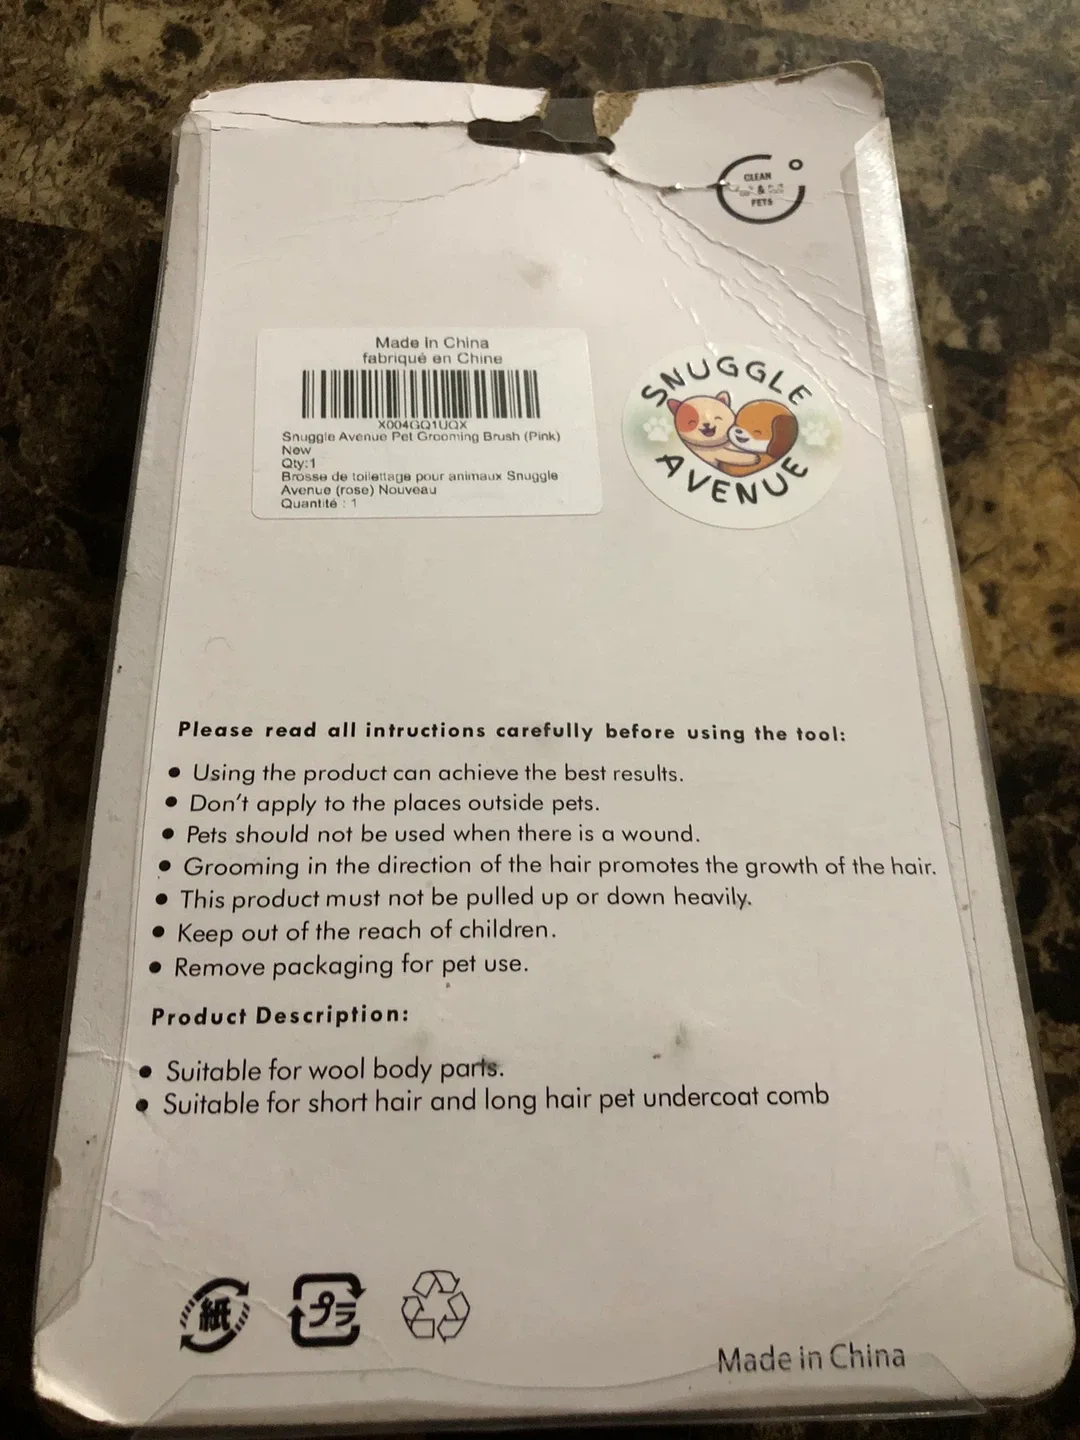 CLEAN
&
PETS
Made in China
fabriqué en Chine
X004GQ1UQX
Snuggle Avenue Pet Grooming Brush (Pink)
New
Qty:1
Brosse de toilettage pour animaux Snuggle
Avenue (rose) Nouveau
Quantité : 1
SNUGGLE
AVENUE
Please read all intructions carefully before using the tool:
• Using the product can achieve the best results.
• Don't apply to the places outside pets.
• Pets should not be used when there is a wound.
• Grooming in the direction of the hair promotes the growth of the hair.
• This product must not be pulled up or down heavily.
• Keep out of the reach of children.
• Remove packaging for pet use.
Product Description:
• Suitable for wool body parts.
• Suitable for short hair and long hair pet undercoat comb
紙
プラ
Made in China